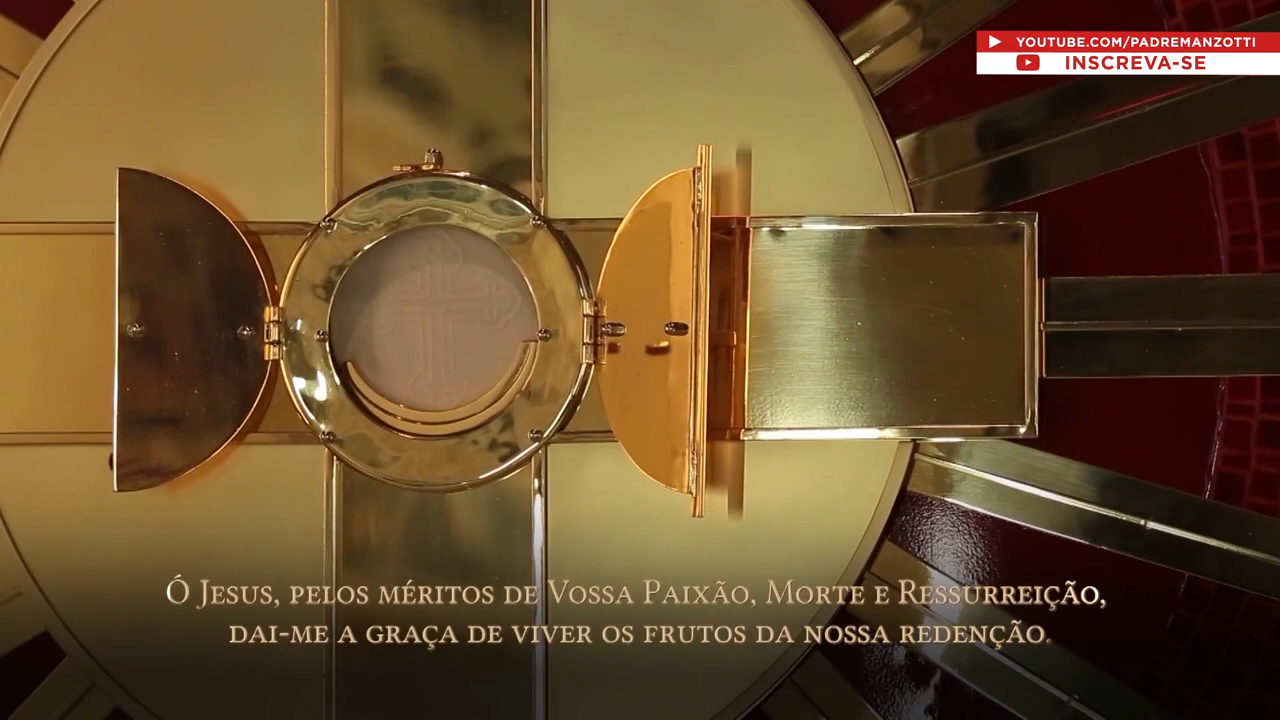 YOUTUBE.COM/PADREMANZOTTI
INSCREVA-SE
Ó Jesus, pelos méritos de Vossa Paixão, Morte e Ressurreição,
dai-me a graça de viver os frutos da nossa redenção.